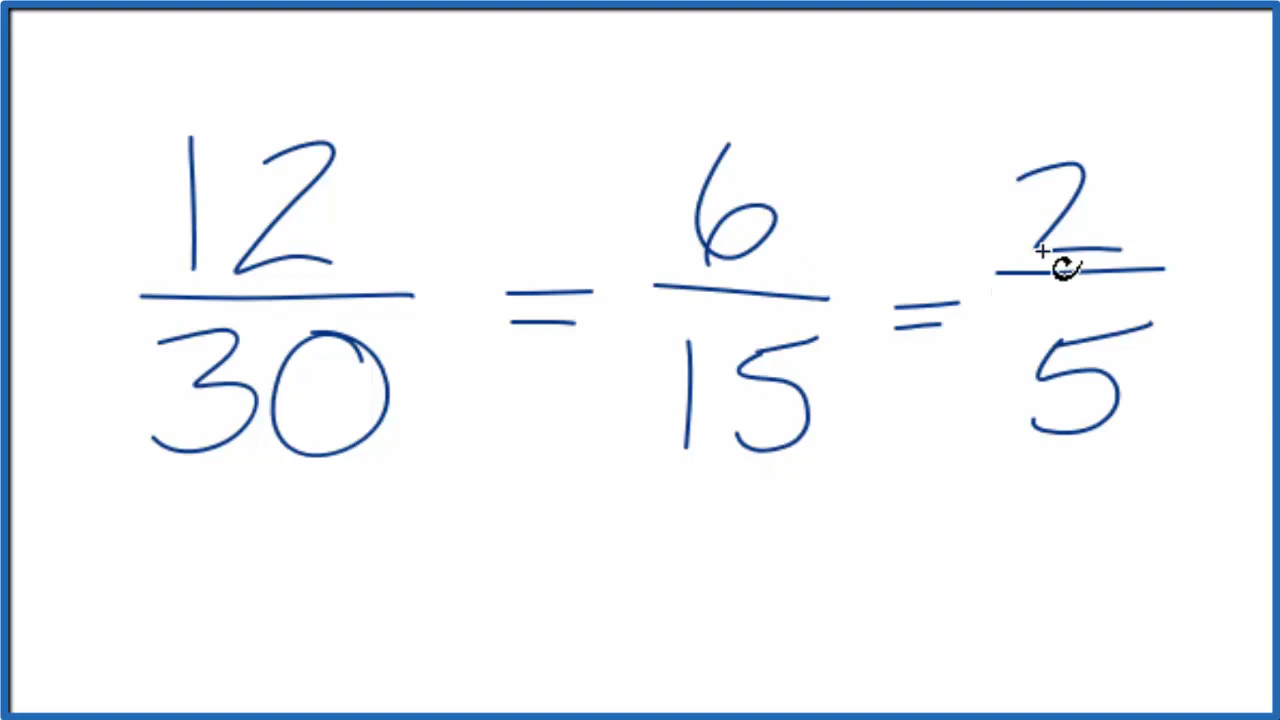 12/30 = 6/15 = 2/5